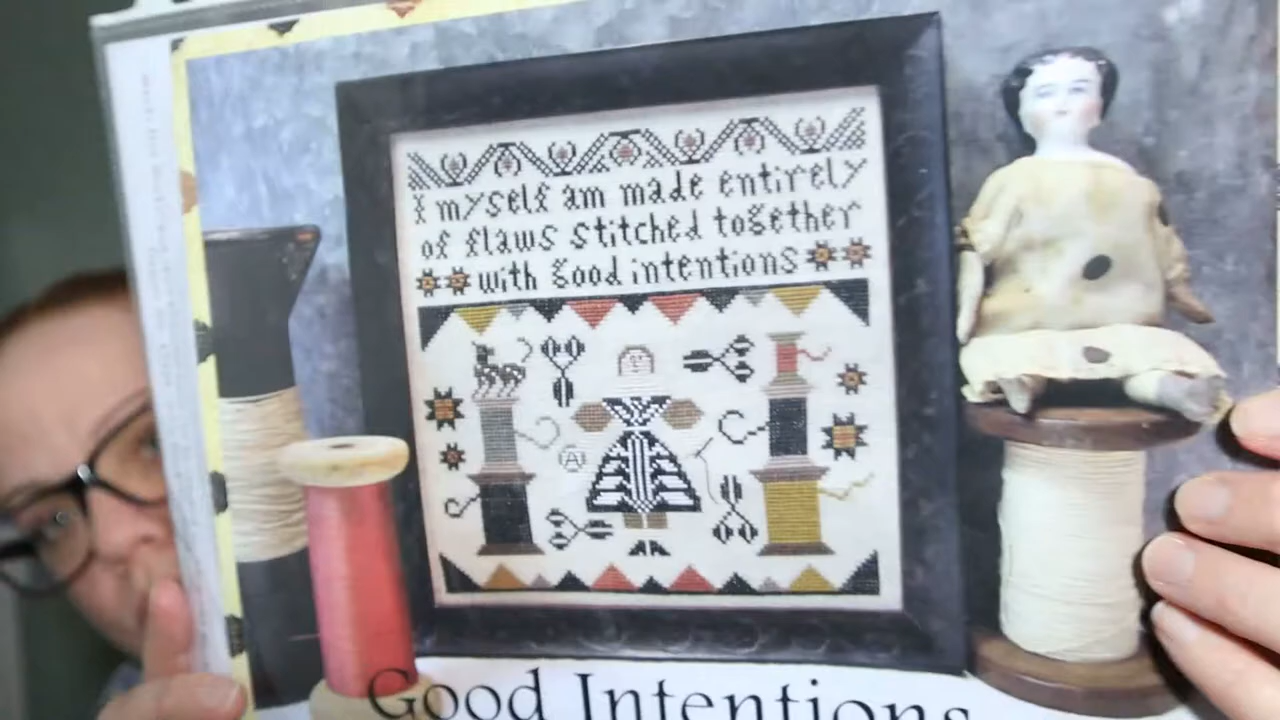 I myself am made entirely
of flaws stitched together
with good intentions
A
Good Intentions